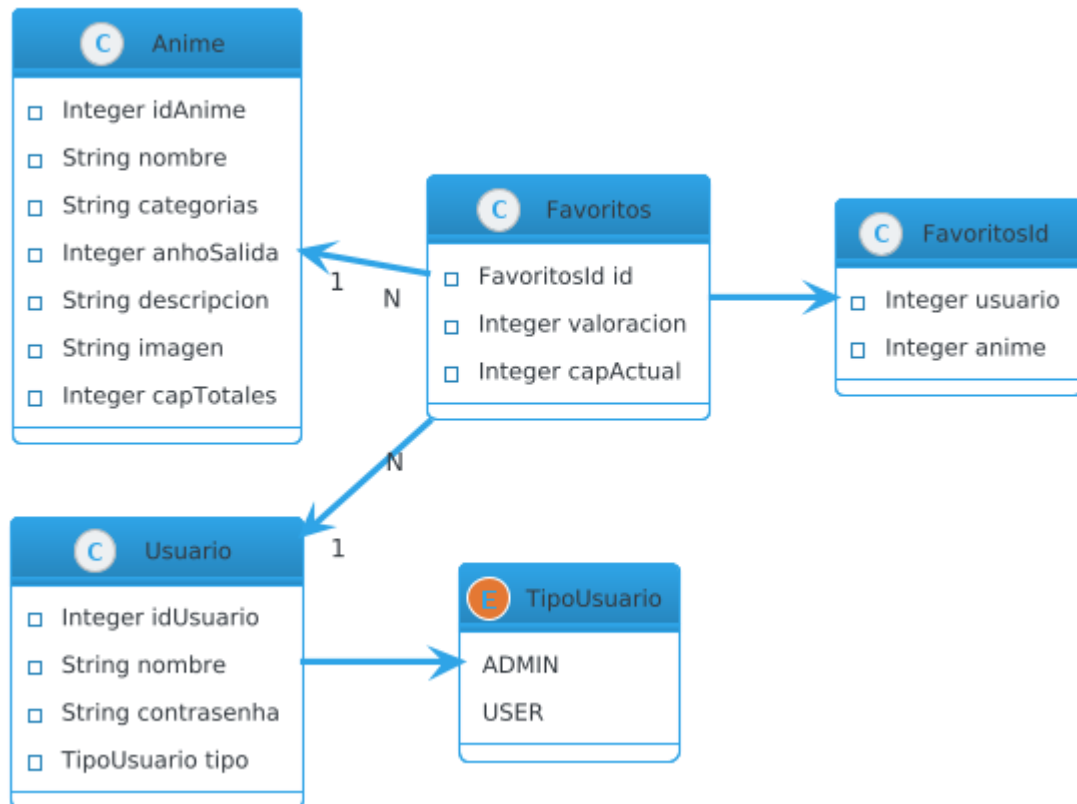 C Anime
Integer idAnime
String nombre
String categorias
Integer anhoSalida
String descripcion
String imagen
Integer capTotales
1
N
C Favoritos
FavoritosId id
Integer valoracion
Integer capActual
C FavoritosId
Integer usuario
Integer anime
N
1
C Usuario
Integer idUsuario
String nombre
String contrasenha
TipoUsuario tipo
E TipoUsuario
ADMIN
USER